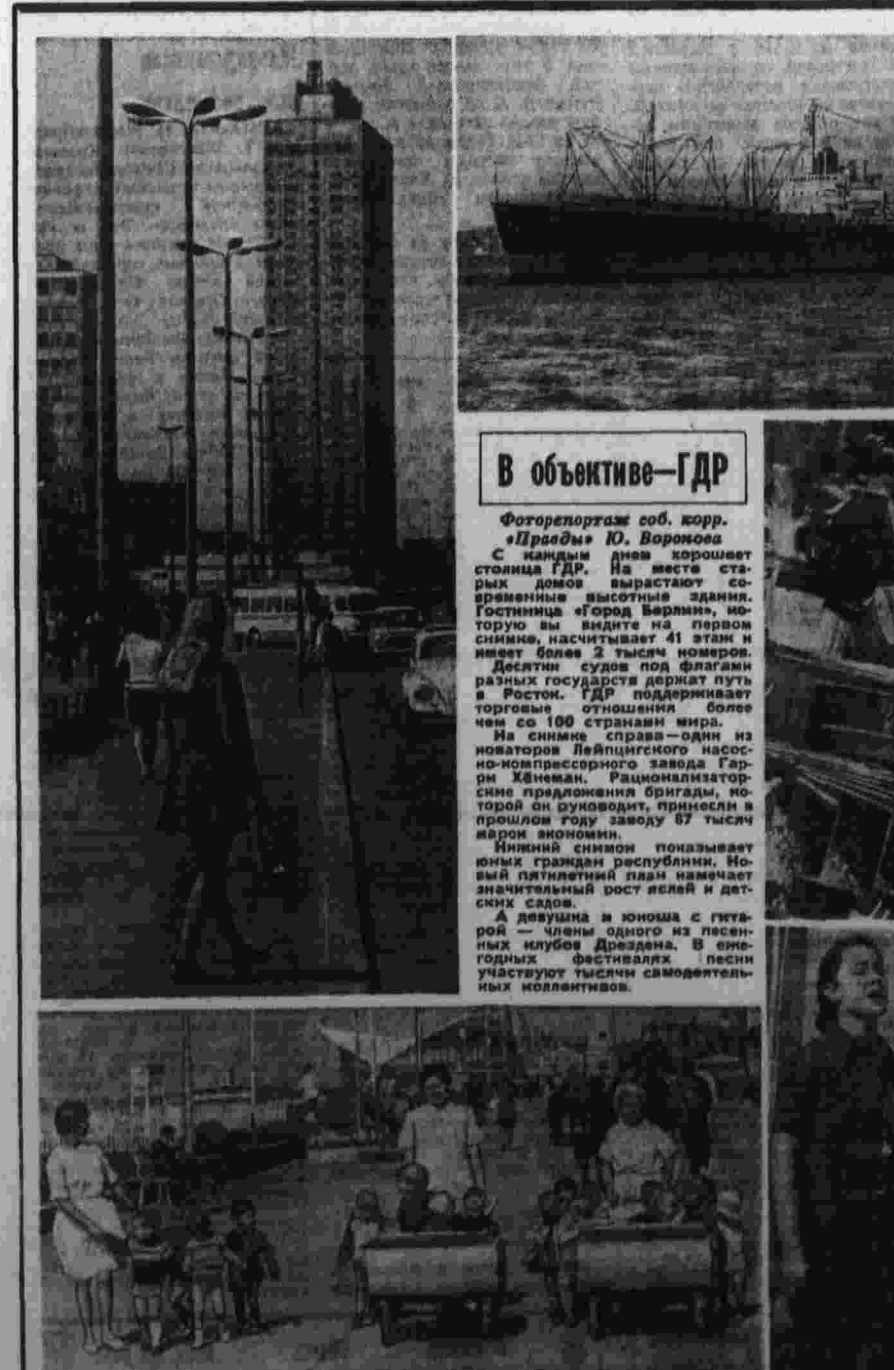 В объективе—ГДР
Фоторепортаж соб. корр.
«Правды» Ю. Воронова
С каждым днем хорошеет
столица ГДР. На месте ста-
рых домов вырастают со-
временные высотные здания.
Гостиница «Город Берлин», ко-
торую вы видите на первом
снимке, насчитывает 41 этаж и
имеет более 2 тысяч номеров.
Десятки судов под флагами
разных государств держат путь
в Росток. ГДР поддерживает
торговые отношения более
чем со 100 странами мира.
На снимке справа—один из
новаторов Лейпцигского насос-
но-компрессорного завода Гар-
ри Хёнеман. Рационализатор-
ские предложения бригады, ко-
торой он руководит, принесли в
прошлом году заводу 87 тысяч
марок экономии.
Нижний снимок показывает
юных граждан республики. Но-
вый пятилетний план намечает
значительный рост яслей и дет-
ских садов.
А девушка и юноша с гита-
рой — члены одного из песен-
ных клубов Дрездена. В еже-
годных фестивалях песни
участвуют тысячи самодеятель-
ных коллективов.